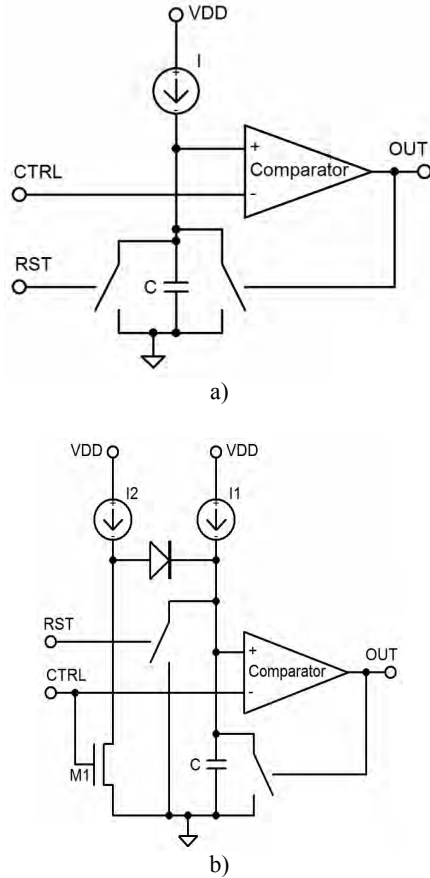 VDD
I
+
-
CTRL
+
Comparator
-
OUT
RST
C
a)
VDD VDD
I2 I1
+ +
- -
RST
CTRL
+
Comparator
-
OUT
M1
C
b)